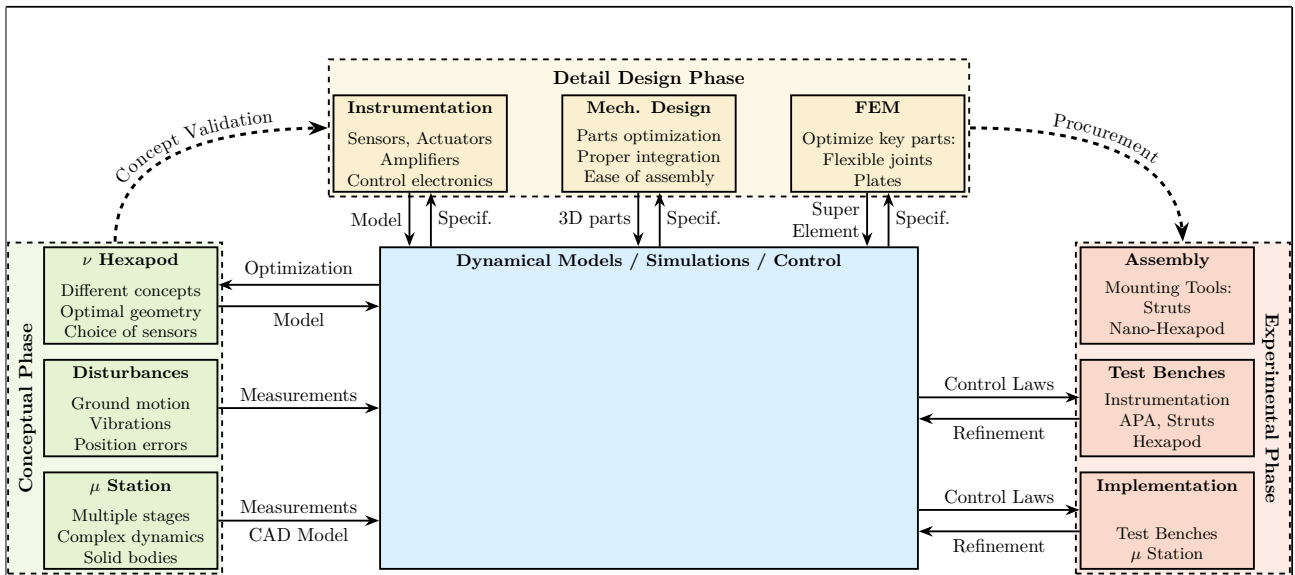 Detail Design Phase
Instrumentation
Sensors, Actuators
Amplifiers
Control electronics
Mech. Design
Parts optimization
Proper integration
Ease of assembly
FEM
Optimize key parts:
Flexible joints
Plates
Concept Validation
Procurement
Model
Specif.
3D parts
Specif.
Super
Element
Specif.
Conceptual Phase
ν Hexapod
Different concepts
Optimal geometry
Choice of sensors
Disturbances
Ground motion
Vibrations
Position errors
μ Station
Multiple stages
Complex dynamics
Solid bodies
Optimization
Model
Measurements
Measurements
CAD Model
Dynamical Models / Simulations / Control
Control Laws
Refinement
Control Laws
Refinement
Assembly
Mounting Tools:
Struts
Nano-Hexapod
Test Benches
Instrumentation
APA, Struts
Hexapod
Implementation
Test Benches
μ Station
Experimental Phase